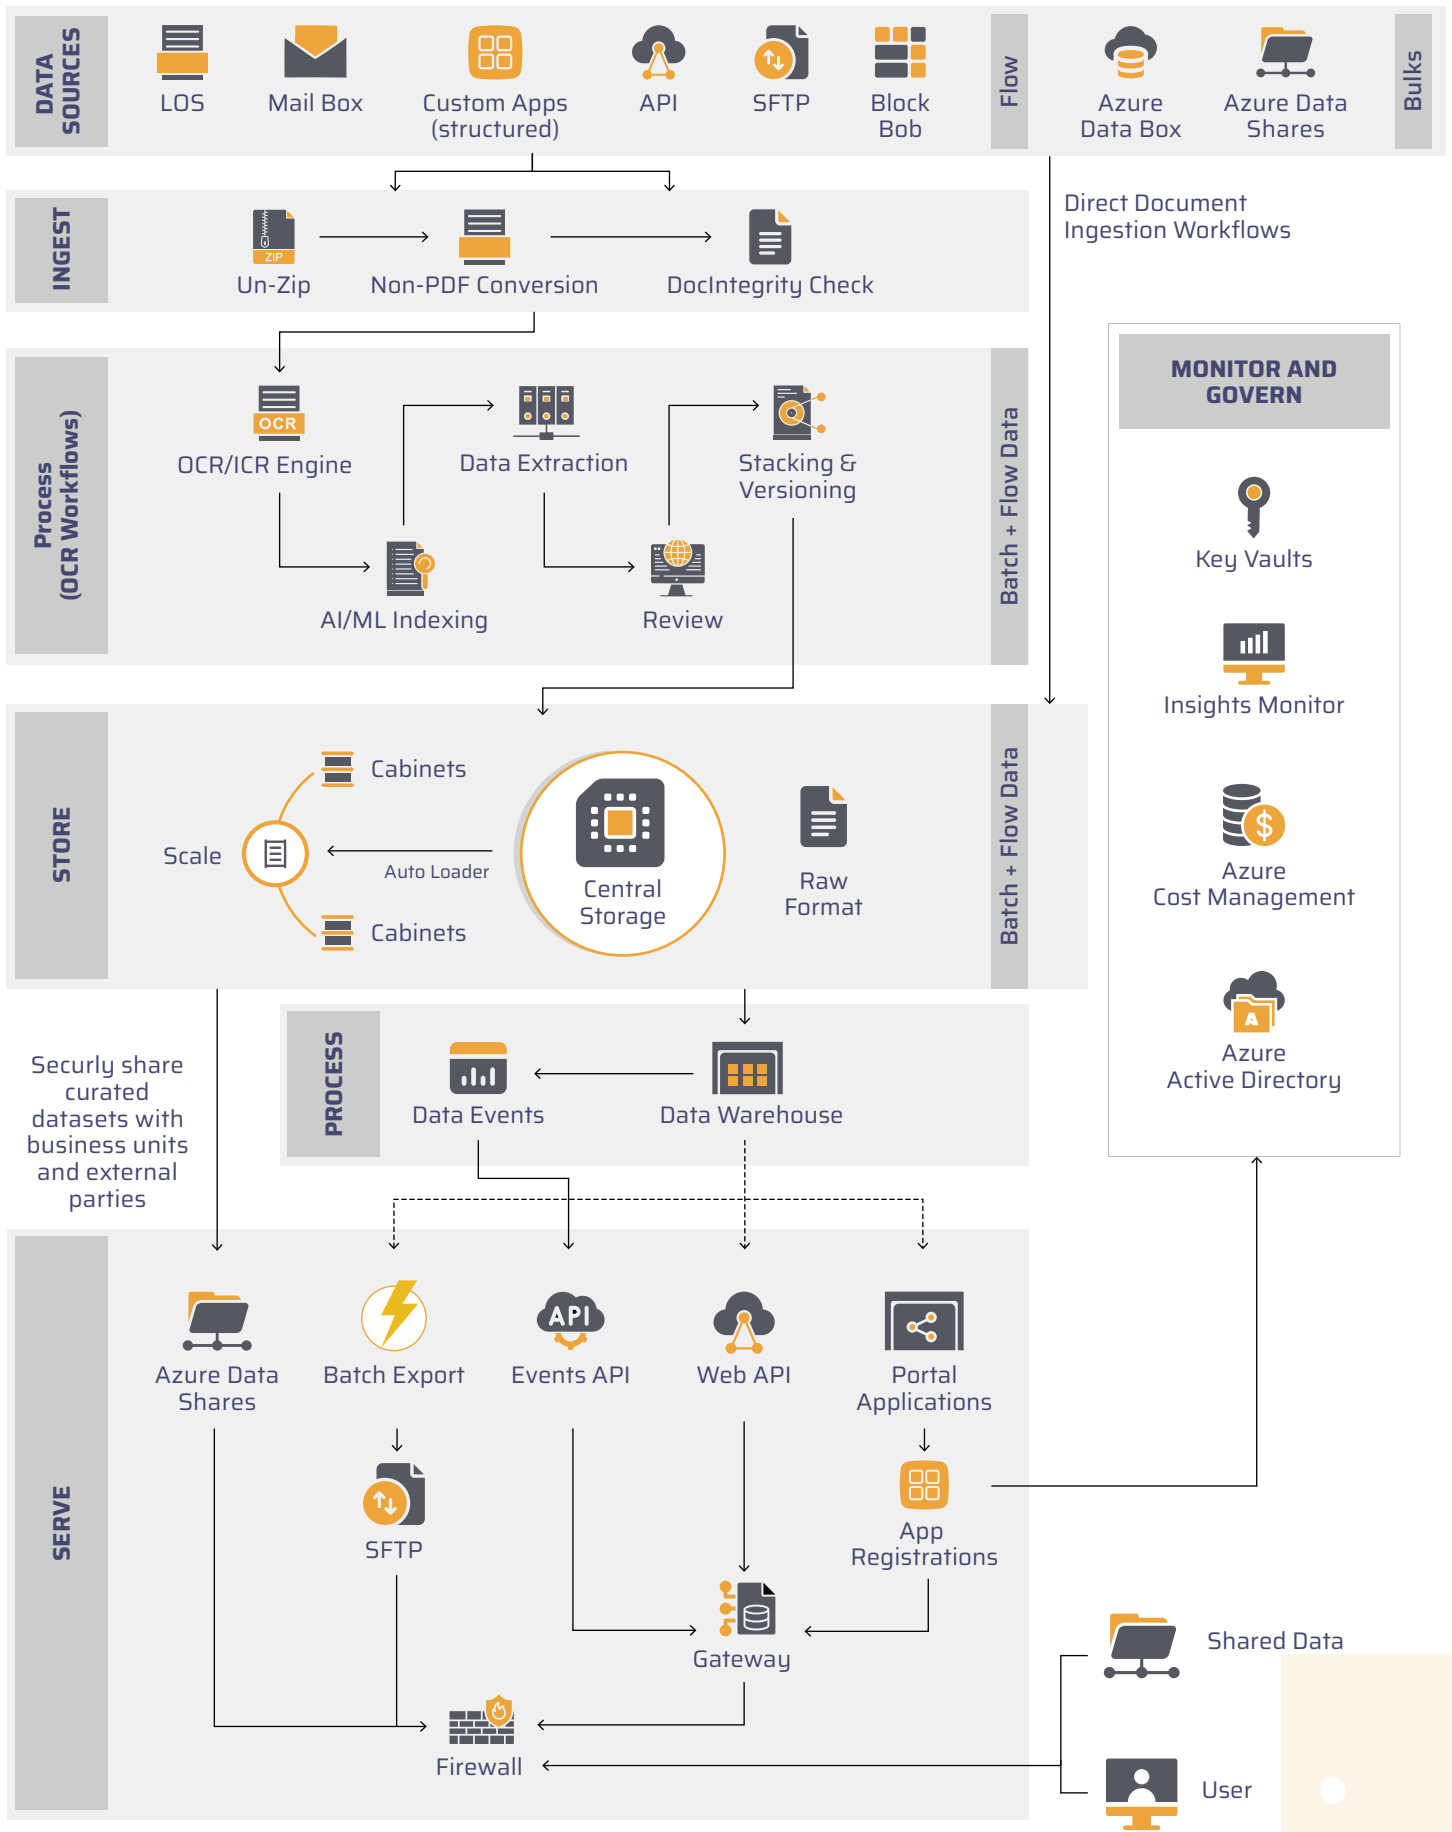 DATA
SOURCES
LOS
Mail Box
Custom Apps
(structured)
API
SFTP
Block
Bob
Flow
Azure
Data Box
Azure Data
Shares
Bulks
Direct Document
Ingestion Workflows
INGEST
ZIP
Un-Zip
Non-PDF Conversion
DocIntegrity Check
Process
(OCR Workflows)
OCR
OCR/ICR Engine
Data Extraction
Stacking &
Versioning
AI/ML Indexing
Review
Batch + Flow Data
MONITOR AND
GOVERN
Key Vaults
Insights Monitor
$
Azure
Cost Management
A
Azure
Active Directory
STORE
Cabinets
Scale
Auto Loader
Cabinets
Central
Storage
Raw
Format
Batch + Flow Data
Securly share
curated
datasets with
business units
and external
parties
PROCESS
Data Events
Data Warehouse
SERVE
Azure Data
Shares
Batch Export
API
Events API
Web API
Portal
Applications
SFTP
App
Registrations
Gateway
Firewall
Shared Data
User